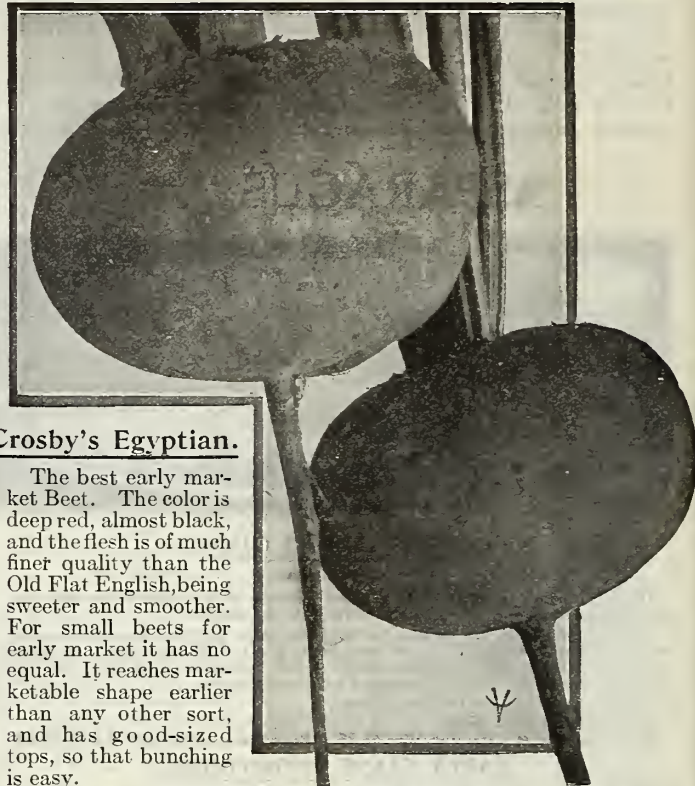 Crosby's Egyptian.
The best early mar-
ket Beet. The color is
deep red, almost black,
and the flesh is of much
finer quality than the
Old Flat English, being
sweeter and smoother.
For small beets for
early market it has no
equal. It reaches mar-
ketable shape earlier
than any other sort,
and has good-sized
tops, so that bunching
is easy.